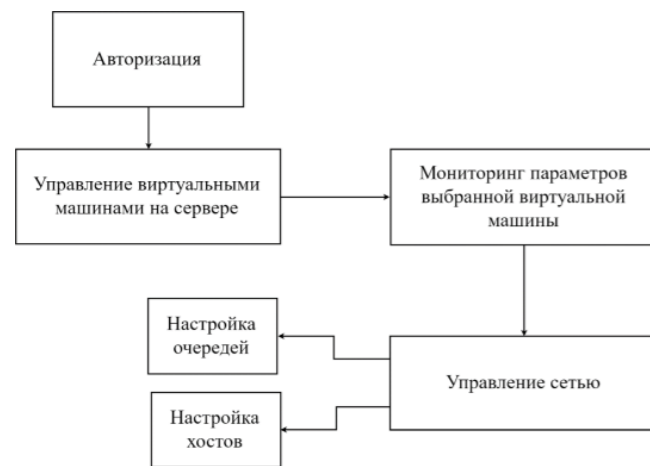 Авторизация
Управление виртуальными
машинами на сервере
Мониторинг параметров
выбранной виртуальной
машины
Настройка
очередей
Управление сетью
Настройка
хостов